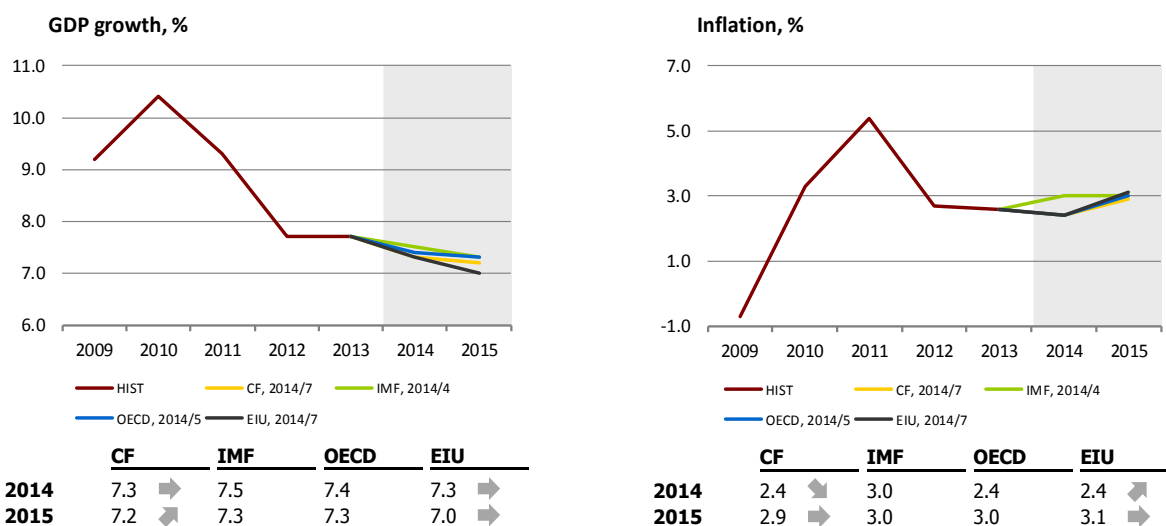 GDP growth, %
11.0
10.0
9.0
8.0
7.0
6.0
2009 2010 2011 2012 2013 2014 2015
HIST CF, 2014/7 IMF, 2014/4
OECD, 2014/5 EIU, 2014/7
CF IMF OECD EIU
2014 7.3 7.5 7.4 7.3
2015 7.2 7.3 7.3 7.0
Inflation, %
7.0
5.0
3.0
1.0
-1.0
2009 2010 2011 2012 2013 2014 2015
HIST CF, 2014/7 IMF, 2014/4
OECD, 2014/5 EIU, 2014/7
CF IMF OECD EIU
2014 2.4 3.0 2.4 2.4
2015 2.9 3.0 3.0 3.1